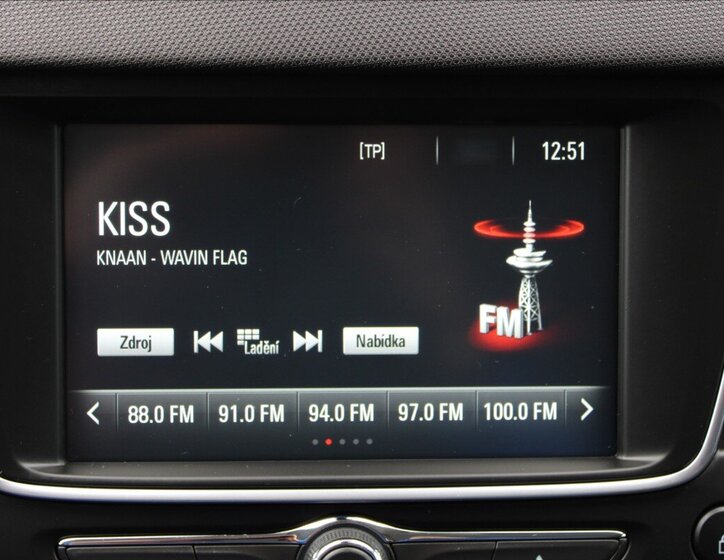 [TP] 12:51
KISS
KNAAN - WAVIN FLAG
FM
Zdroj Ladění Nabídka
88.0 FM 91.0 FM 94.0 FM 97.0 FM 100.0 FM